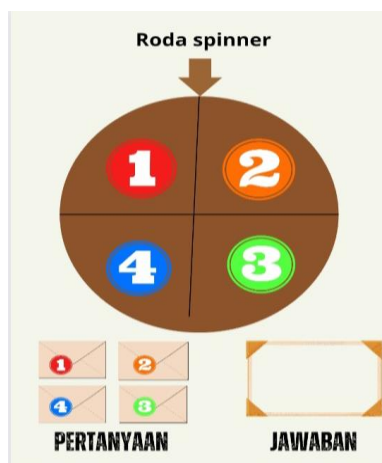 Roda spinner
1 2
4 3
1 2
4 3
PERTANYAAN
JAWABAN